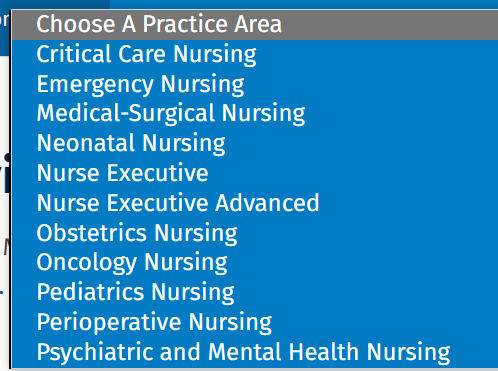 Choose A Practice Area
Critical Care Nursing
Emergency Nursing
Medical-Surgical Nursing
Neonatal Nursing
Nurse Executive
Nurse Executive Advanced
Obstetrics Nursing
Oncology Nursing
Pediatrics Nursing
Perioperative Nursing
Psychiatric and Mental Health Nursing